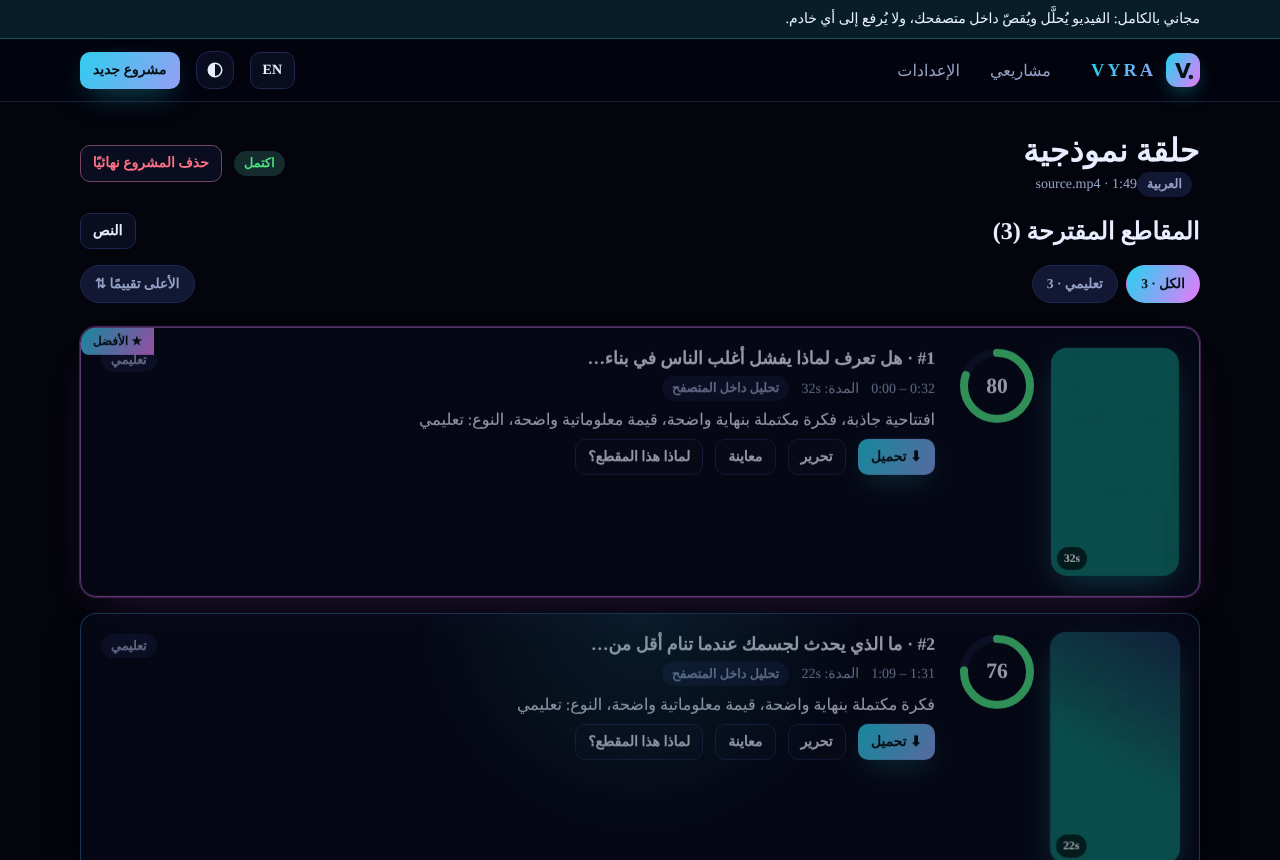 مجاني بالكامل: الفيديو يُحلَّل ويُقصّ داخل متصفحك، ولا يُرفع إلى أي خادم.
V. VYRA مشاريعي الإعدادات EN مشروع جديد
حلقة نموذجية
اكتمل حذف المشروع نهائيًا
العربية source.mp4 · 1:49
المقاطع المقترحة (3) النص
الكل · 3 تعليمي · 3 الأعلى تقييمًا ⇅
★ الأفضل
#1 · هل تعرف لماذا يفشل أغلب الناس في بناء… تعليمي
80
0:00 – 0:32 المدة: 32s تحليل داخل المتصفح
افتتاحية جاذبة، فكرة مكتملة بنهاية واضحة، قيمة معلوماتية واضحة، النوع: تعليمي
⬇ تحميل تحرير معاينة لماذا هذا المقطع؟
32s
#2 · ما الذي يحدث لجسمك عندما تنام أقل من… تعليمي
76
1:09 – 1:31 المدة: 22s تحليل داخل المتصفح
فكرة مكتملة بنهاية واضحة، قيمة معلوماتية واضحة، النوع: تعليمي
⬇ تحميل تحرير معاينة لماذا هذا المقطع؟
22s